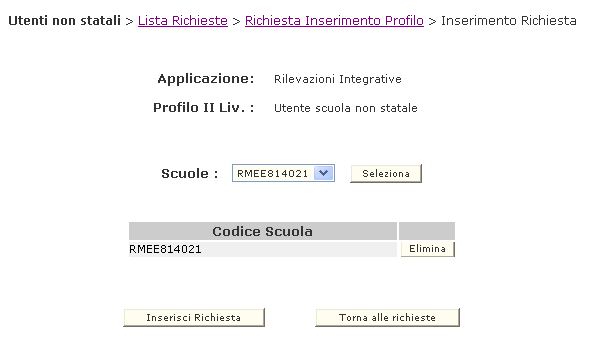 Utenti non statali > Lista Richieste > Richiesta Inserimento Profilo > Inserimento Richiesta
Applicazione: Rilevazioni Integrative
Profilo II Liv. : Utente scuola non statale
Scuole : RMEE814021 Seleziona
Codice Scuola
RMEE814021 Elimina
Inserisci Richiesta Torna alle richieste